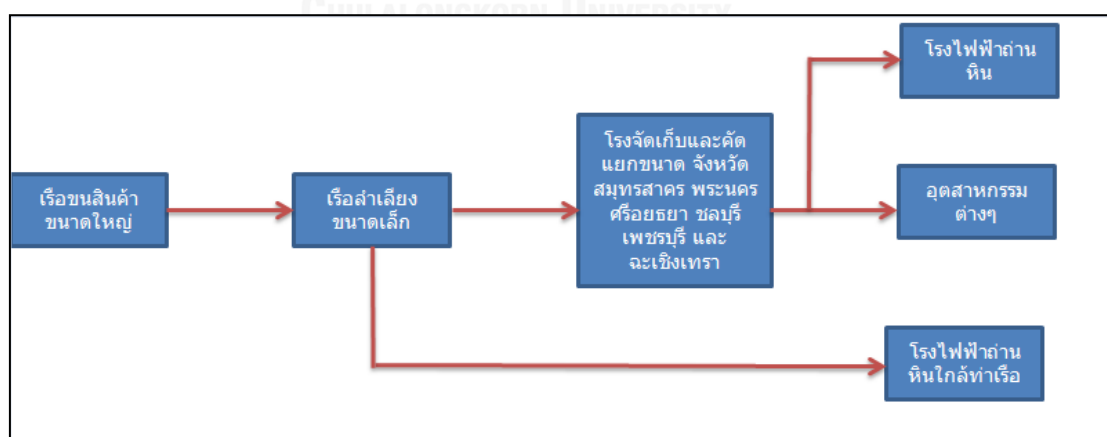 CHULALONGKORN UNIVERSITY
เรือขนสินค้า
ขนาดใหญ่
เรือลำเลียง
ขนาดเล็ก
โรงจัดเก็บและคัด
แยกขนาด จังหวัด
สมุทรสาคร พระนคร
ศรีอยธยา ชลบุรี
เพชรบุรี และ
ฉะเชิงเทรา
โรงไฟฟ้าถ่าน
หิน
อุตสาหกรรม
ต่างๆ
โรงไฟฟ้าถ่าน
หินใกล้ท่าเรือ